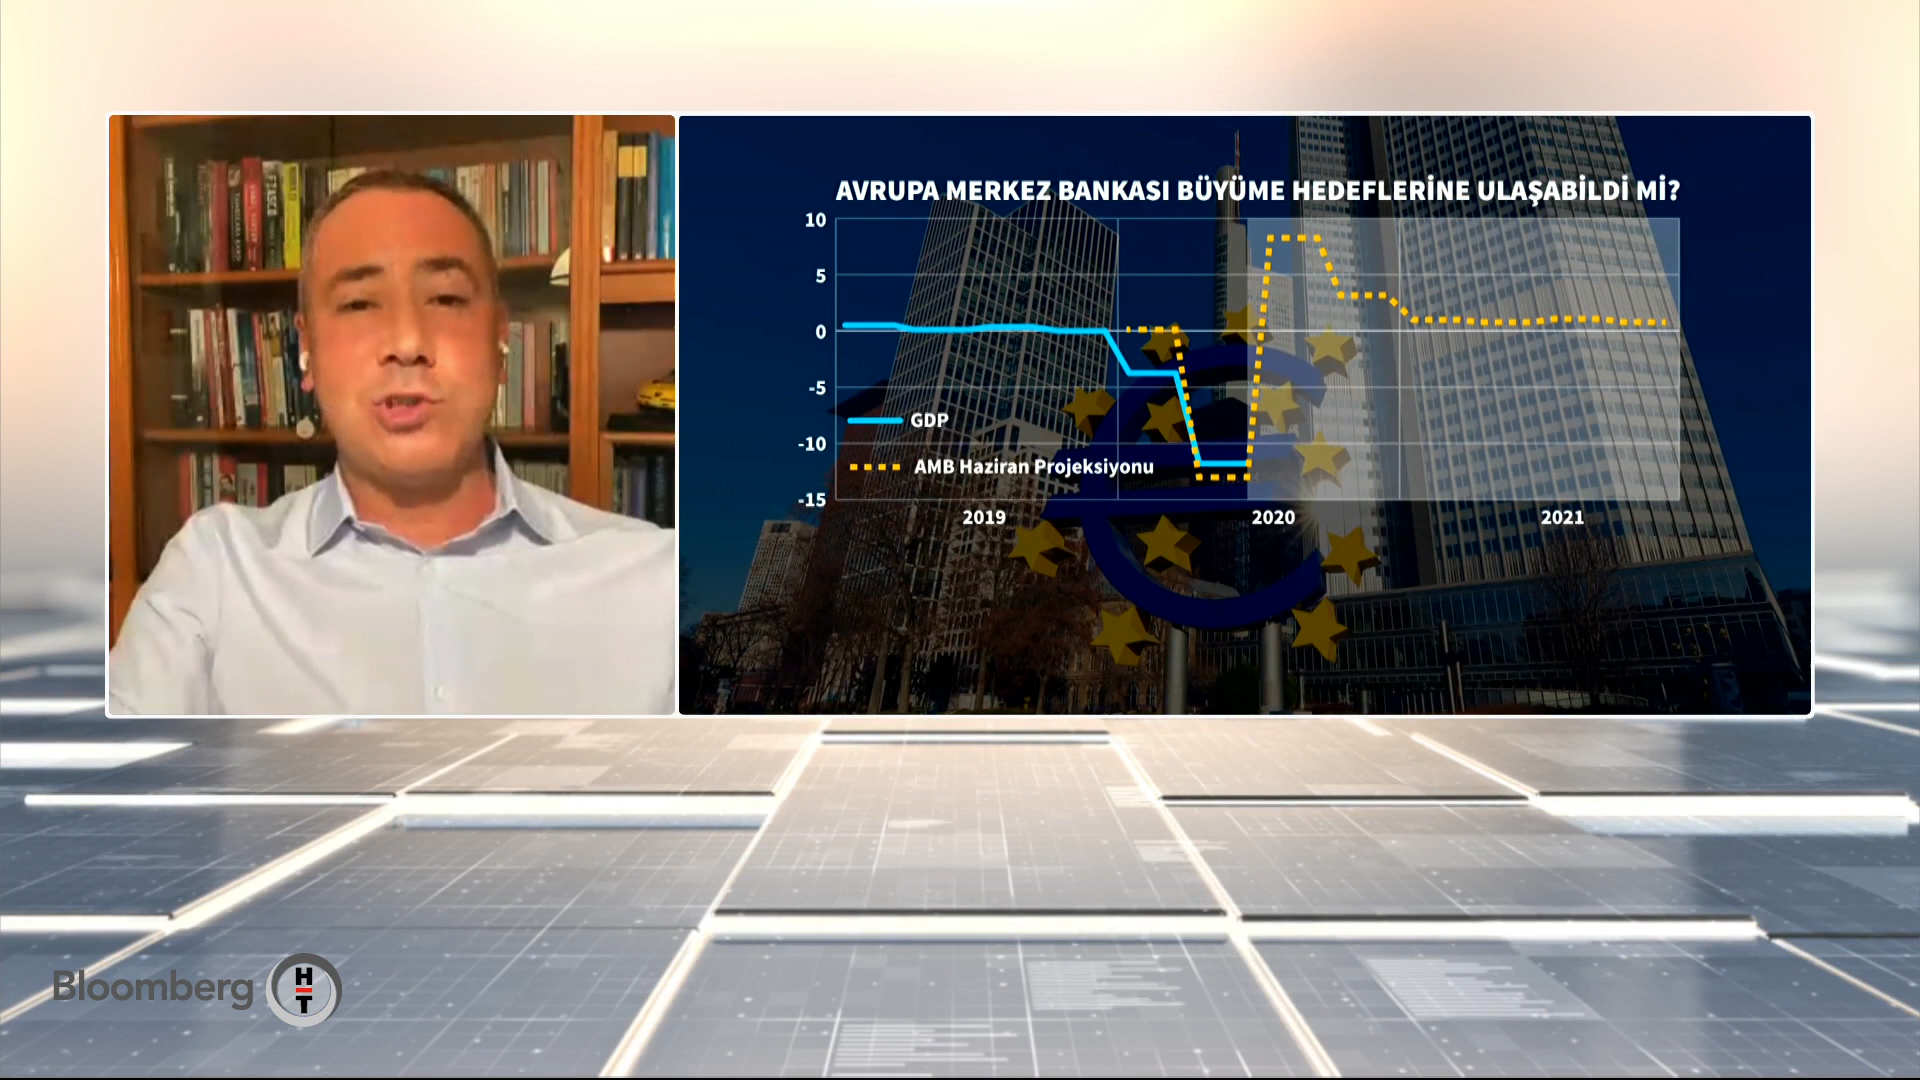 AVRUPA MERKEZ BANKASI BÜYÜME HEDEFLERİNE ULAŞABİLDİ Mİ?
10
5
0
-5
-10
-15
GDP
AMB Haziran Projeksiyonu
2019
2020
2021
Bloomberg HT